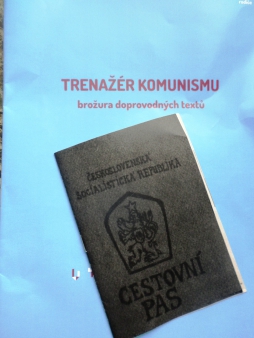 TRENAŽÉR KOMUNISMU
brožura doprovodných textů
ČESKOSLOVENSKÁ
SOCIALISTICKÁ REPUBLIKA
CESTOVNÍ
PAS